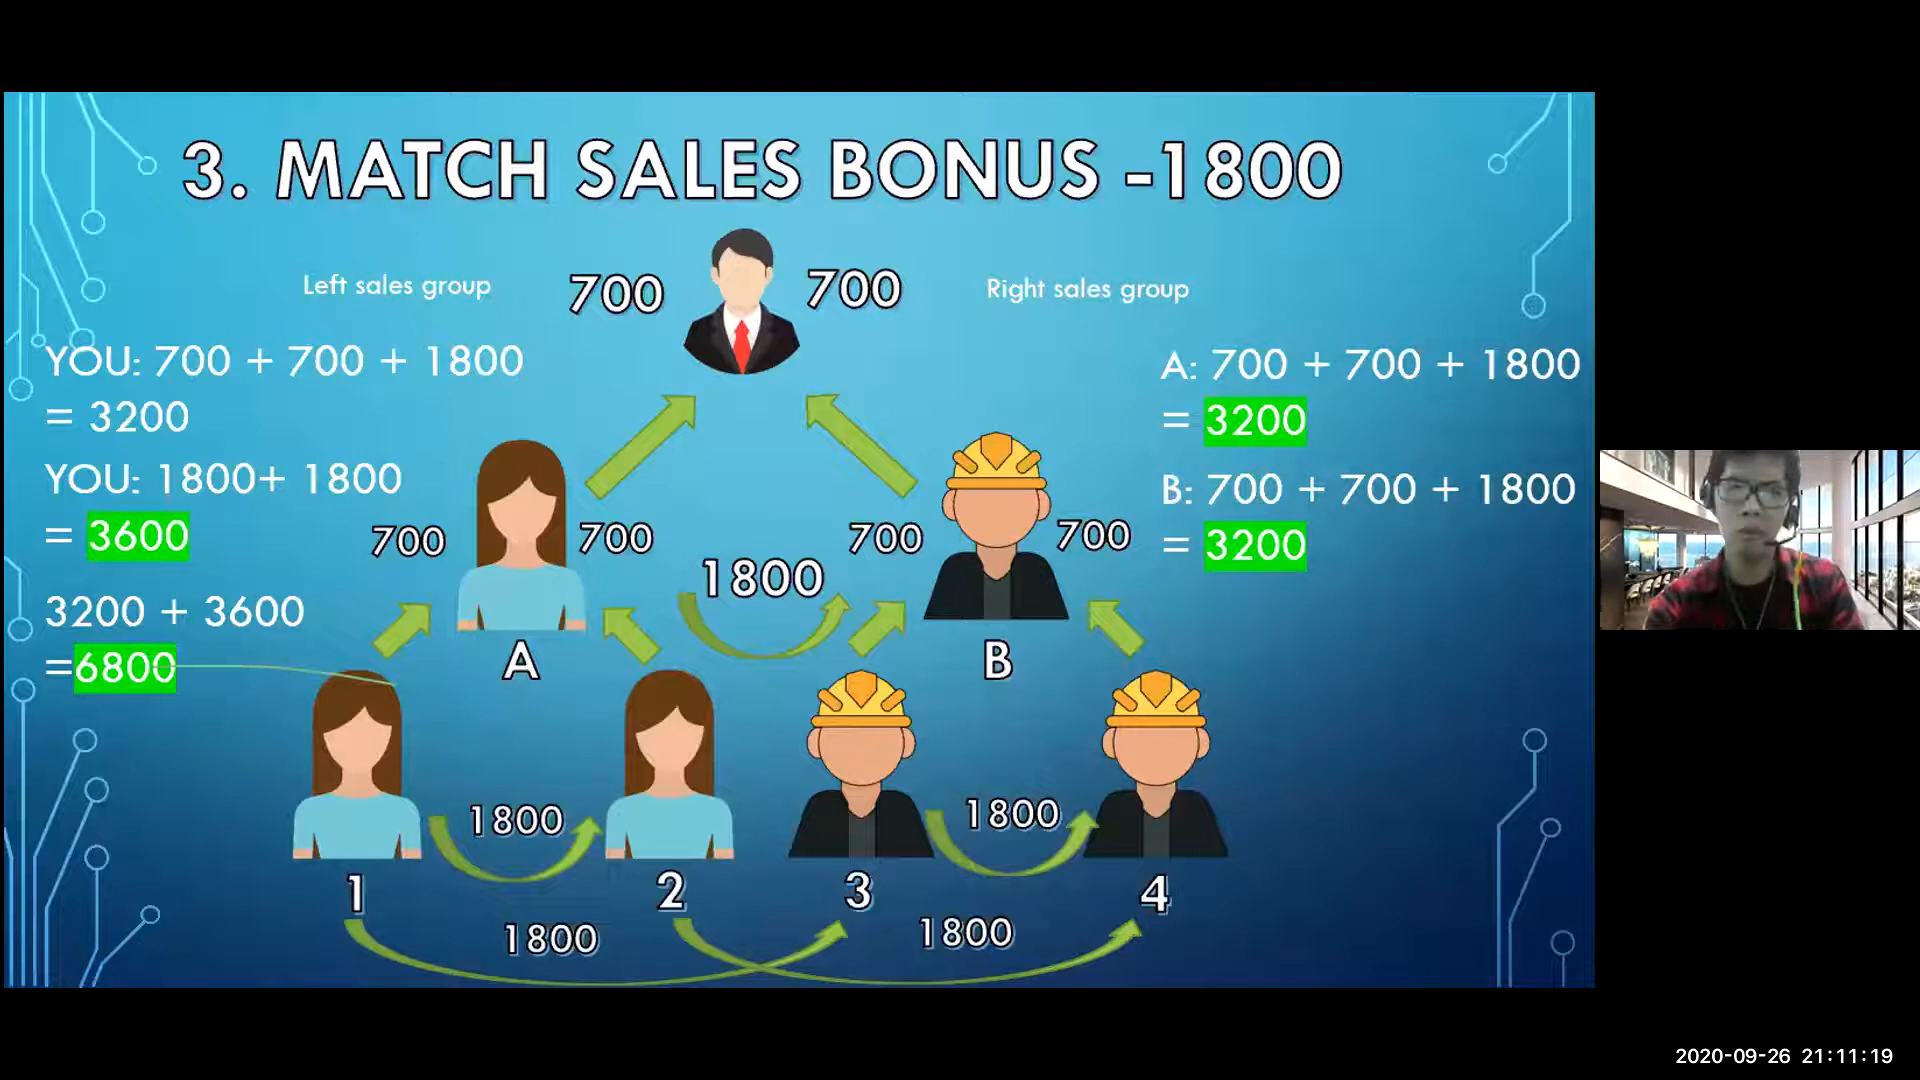 3. MATCH SALES BONUS -1800
Left sales group
700
700
Right sales group
YOU: 700 + 700 + 1800
= 3200
YOU: 1800+ 1800
= 3600
3200 + 3600
=6800
A: 700 + 700 + 1800
= 3200
B: 700 + 700 + 1800
= 3200
700
700
1800
700
700
A
B
1800
1800
1
2
3
4
1800
1800
2020-09-26 21:11:19